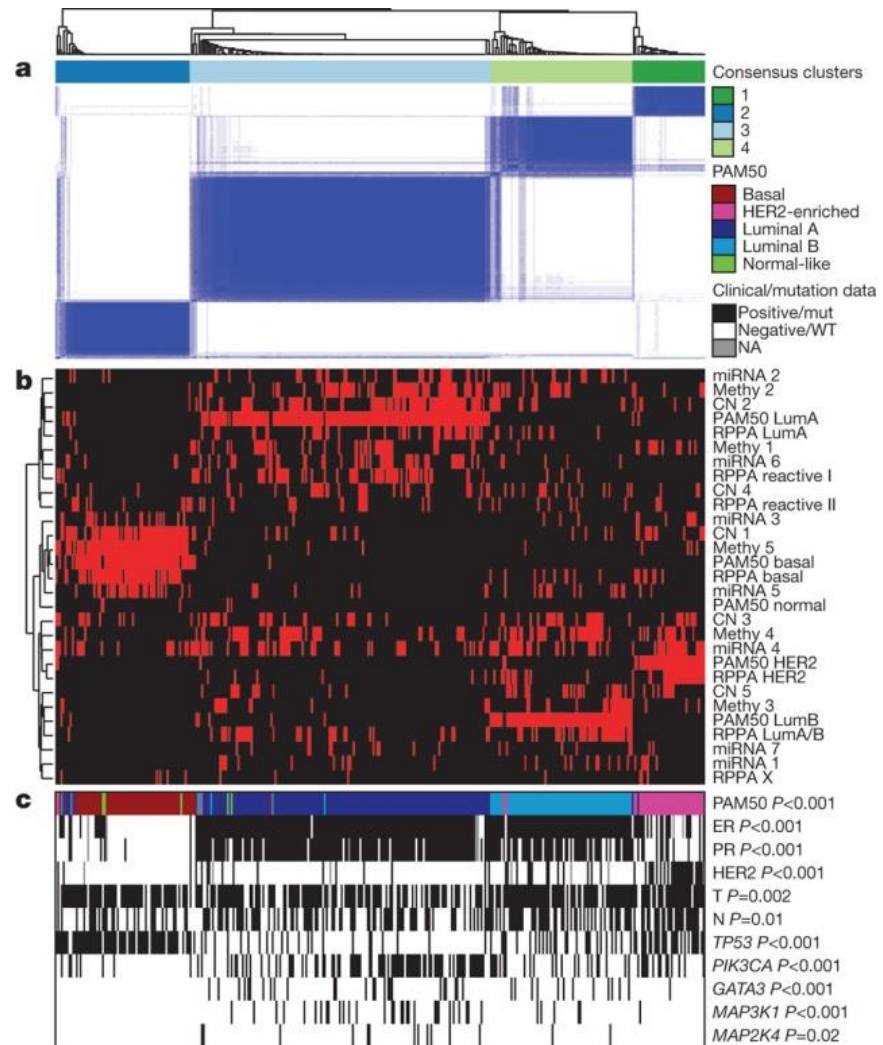 a
Consensus clusters
1
2
3
4
PAM50
Basal
HER2-enriched
Luminal A
Luminal B
Normal-like
Clinical/mutation data
Positive/mut
Negative/WT
NA
b
miRNA 2
Methy 2
CN 2
PAM50 LumA
RPPA LumA
Methy 1
miRNA 6
RPPA reactive I
CN 4
RPPA reactive II
miRNA 3
CN 1
Methy 5
PAM50 basal
RPPA basal
miRNA 5
PAM50 normal
CN 3
Methy 4
miRNA 4
PAM50 HER2
RPPA HER2
CN 5
Methy 3
PAM50 LumB
RPPA LumA/B
miRNA 7
miRNA 1
RPPA X
c
PAM50 P<0.001
ER P<0.001
PR P<0.001
HER2 P<0.001
T P=0.002
N P=0.01
TP53 P<0.001
PIK3CA P<0.001
GATA3 P<0.001
MAP3K1 P<0.001
MAP2K4 P=0.02